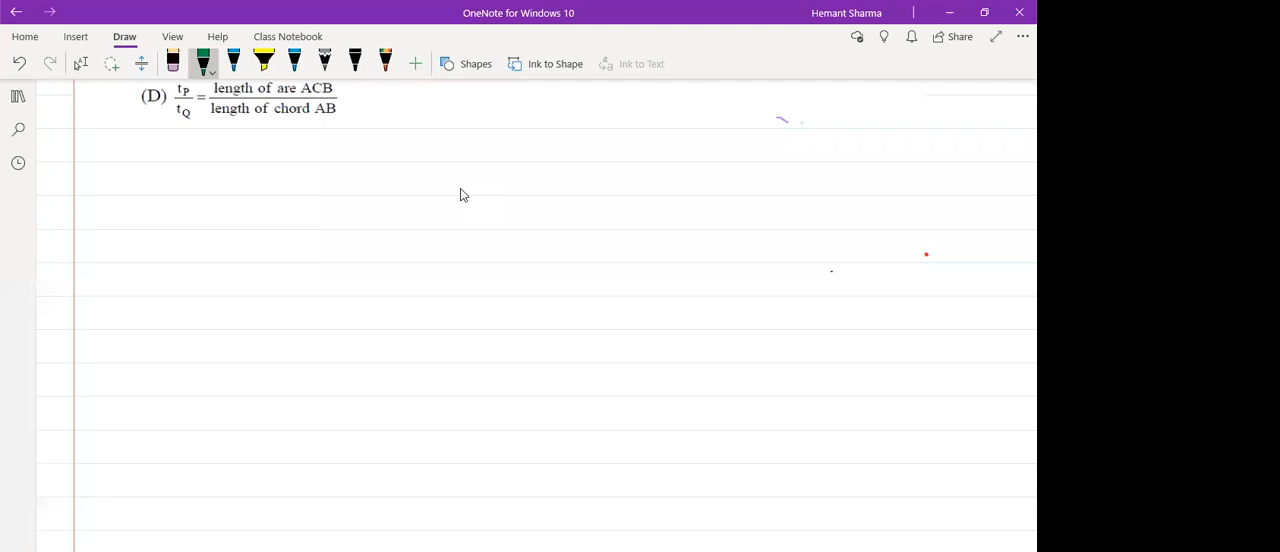 OneNote for Windows 10
Hemant Sharma
Home Insert Draw View Help Class Notebook
Share
Shapes Ink to Shape Ink to Text
(D) tP/tQ = length of are ACB / length of chord AB